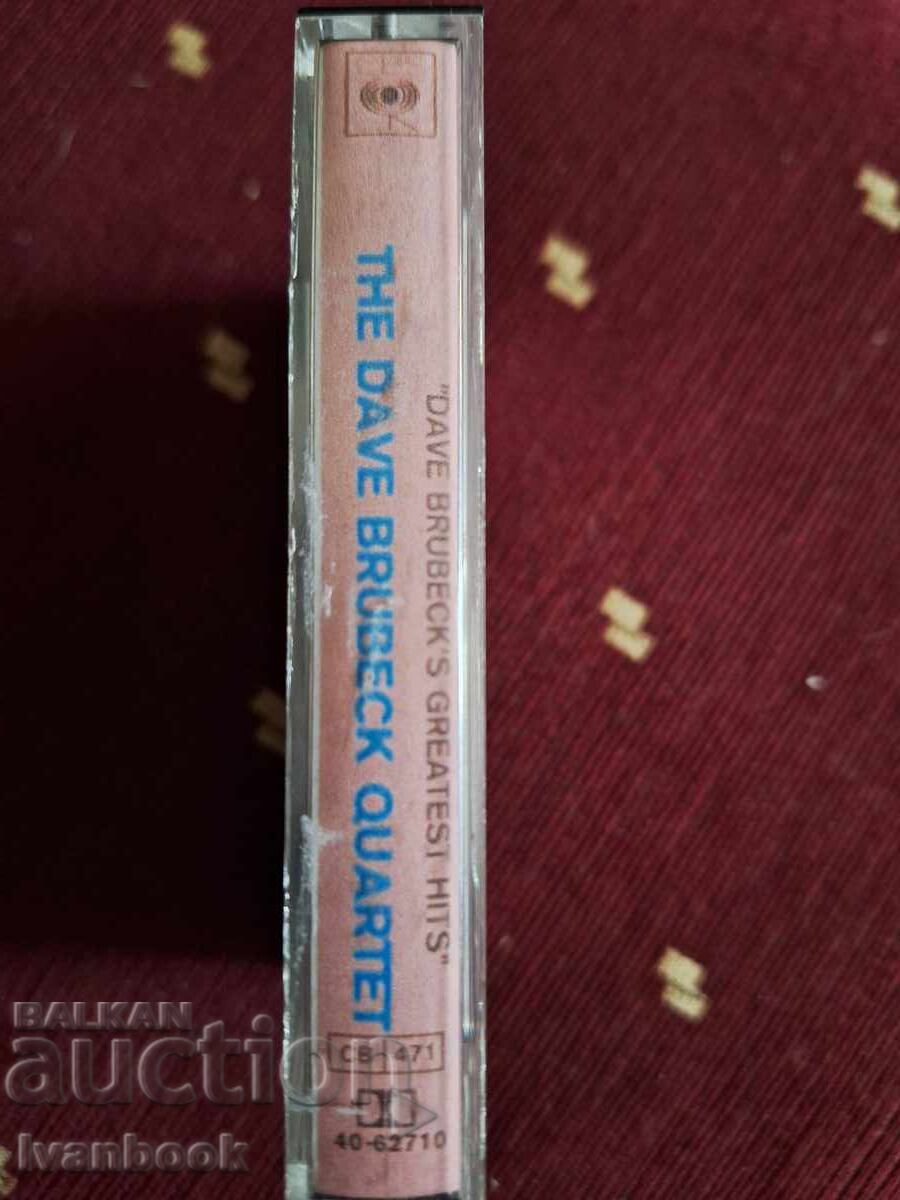 THE DAVE BRUBECK QUARTET
"DAVE BRUBECK'S GREATEST HITS"
CB 471
40-62710
BALKAN
auction
Ivanbook